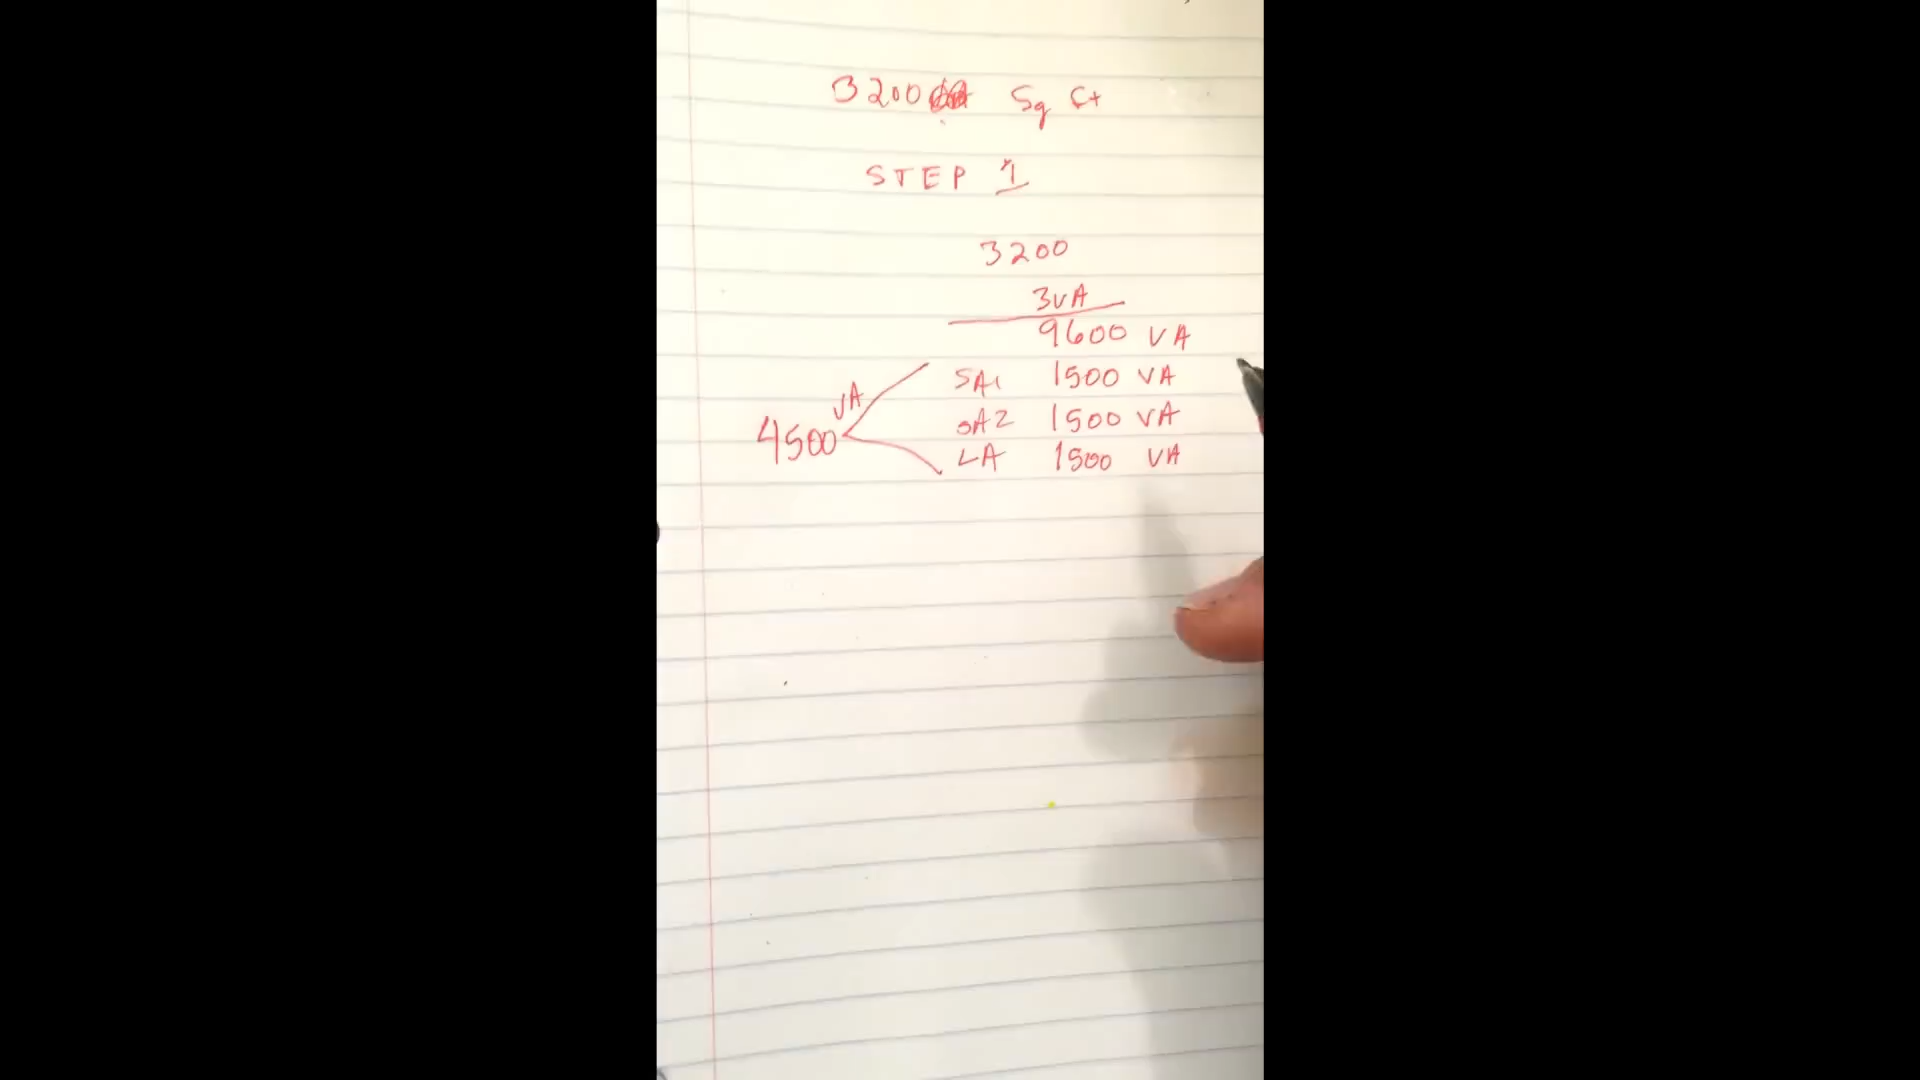 3200 Sq Ft
STEP 1
3200
3VA
9600 VA
SA1 1500 VA
SA2 1500 VA
LA 1500 VA
4500 VA